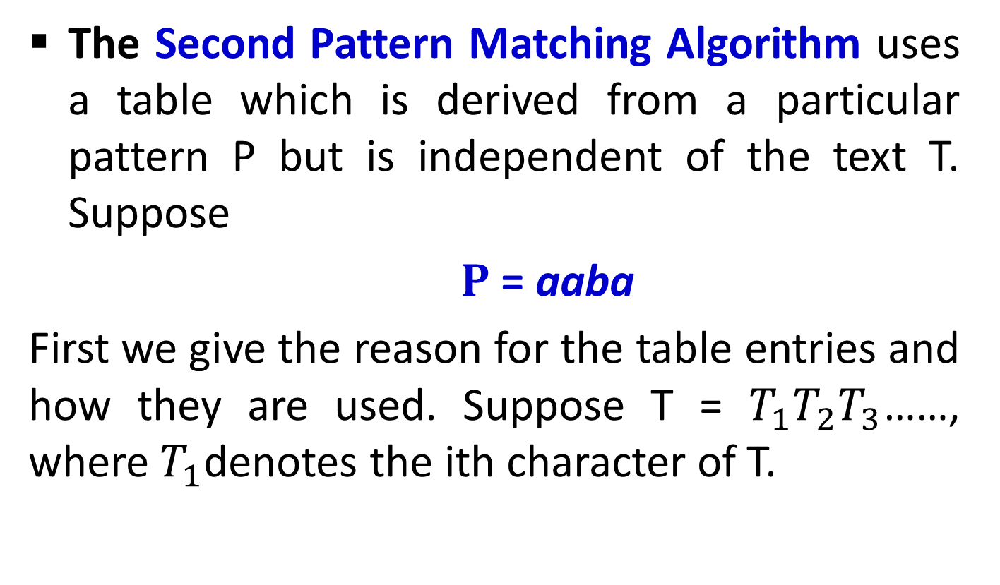 ▪ The Second Pattern Matching Algorithm uses
a table which is derived from a particular
pattern P but is independent of the text T.
Suppose
P = aaba
First we give the reason for the table entries and
how they are used. Suppose T = T₁T₂T₃……,
where T₁ denotes the ith character of T.